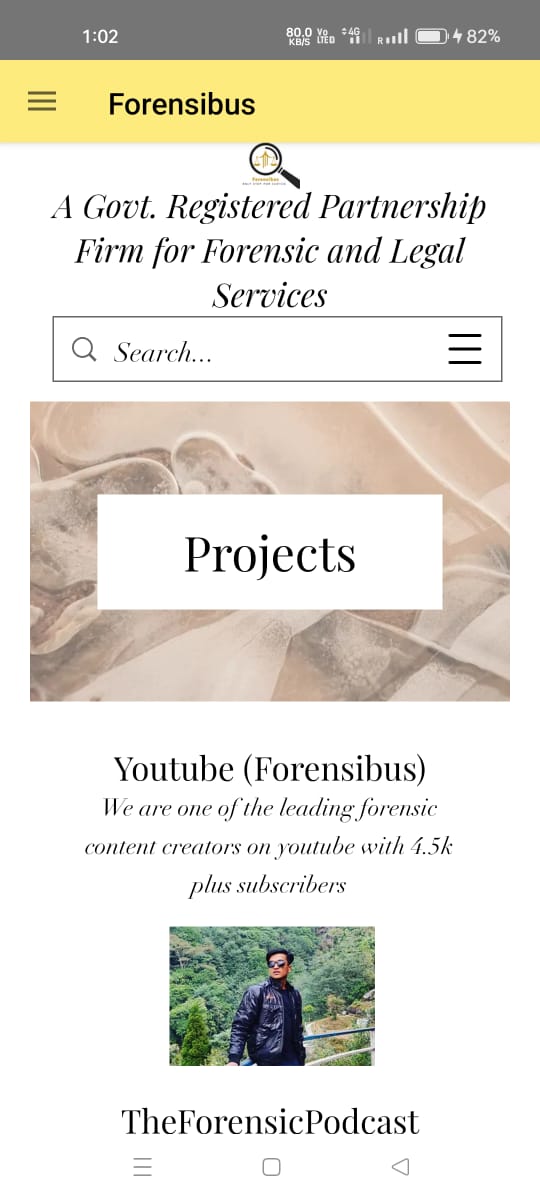 1:02
80.0 KB/S Vo LTED 4G R 82%
Forensibus
Forensibus
A Govt. Registered Partnership
Firm for Forensic and Legal
Services
Search...
Projects
Youtube (Forensibus)
We are one of the leading forensic
content creators on youtube with 4.5k
plus subscribers
TheForensicPodcast